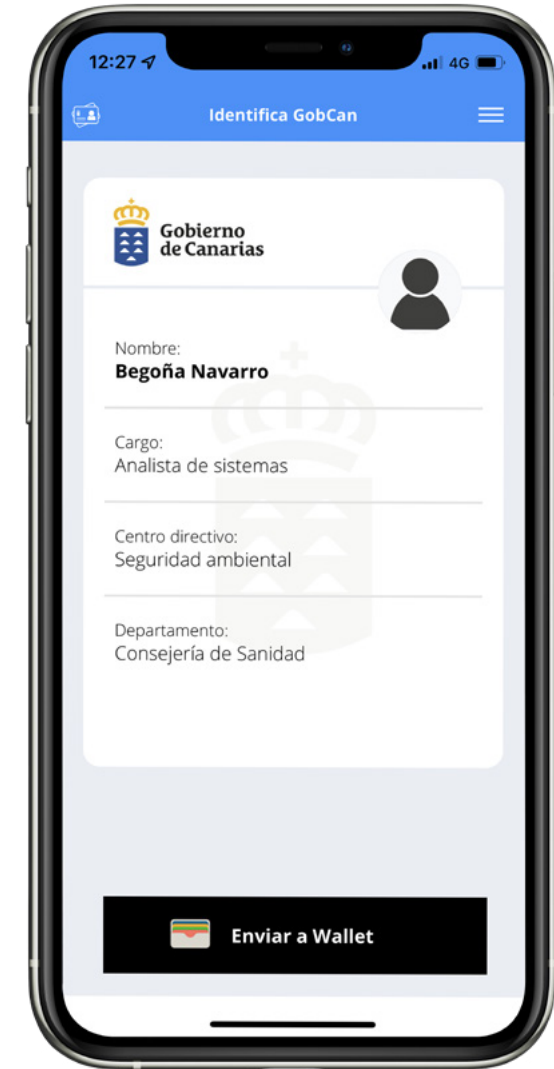 12:27
4G
Identifica GobCan
Gobierno
de Canarias
Nombre:
Begoña Navarro
Cargo:
Analista de sistemas
Centro directivo:
Seguridad ambiental
Departamento:
Consejería de Sanidad
Enviar a Wallet